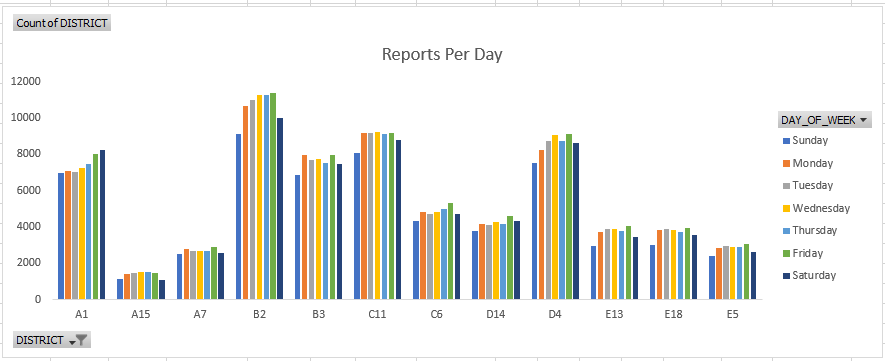 Count of DISTRICT
Reports Per Day
12000
10000
8000
6000
4000
2000
0
A1 A15 A7 B2 B3 C11 C6 D14 D4 E13 E18 E5
DAY_OF_WEEK
Sunday
Monday
Tuesday
Wednesday
Thursday
Friday
Saturday
DISTRICT